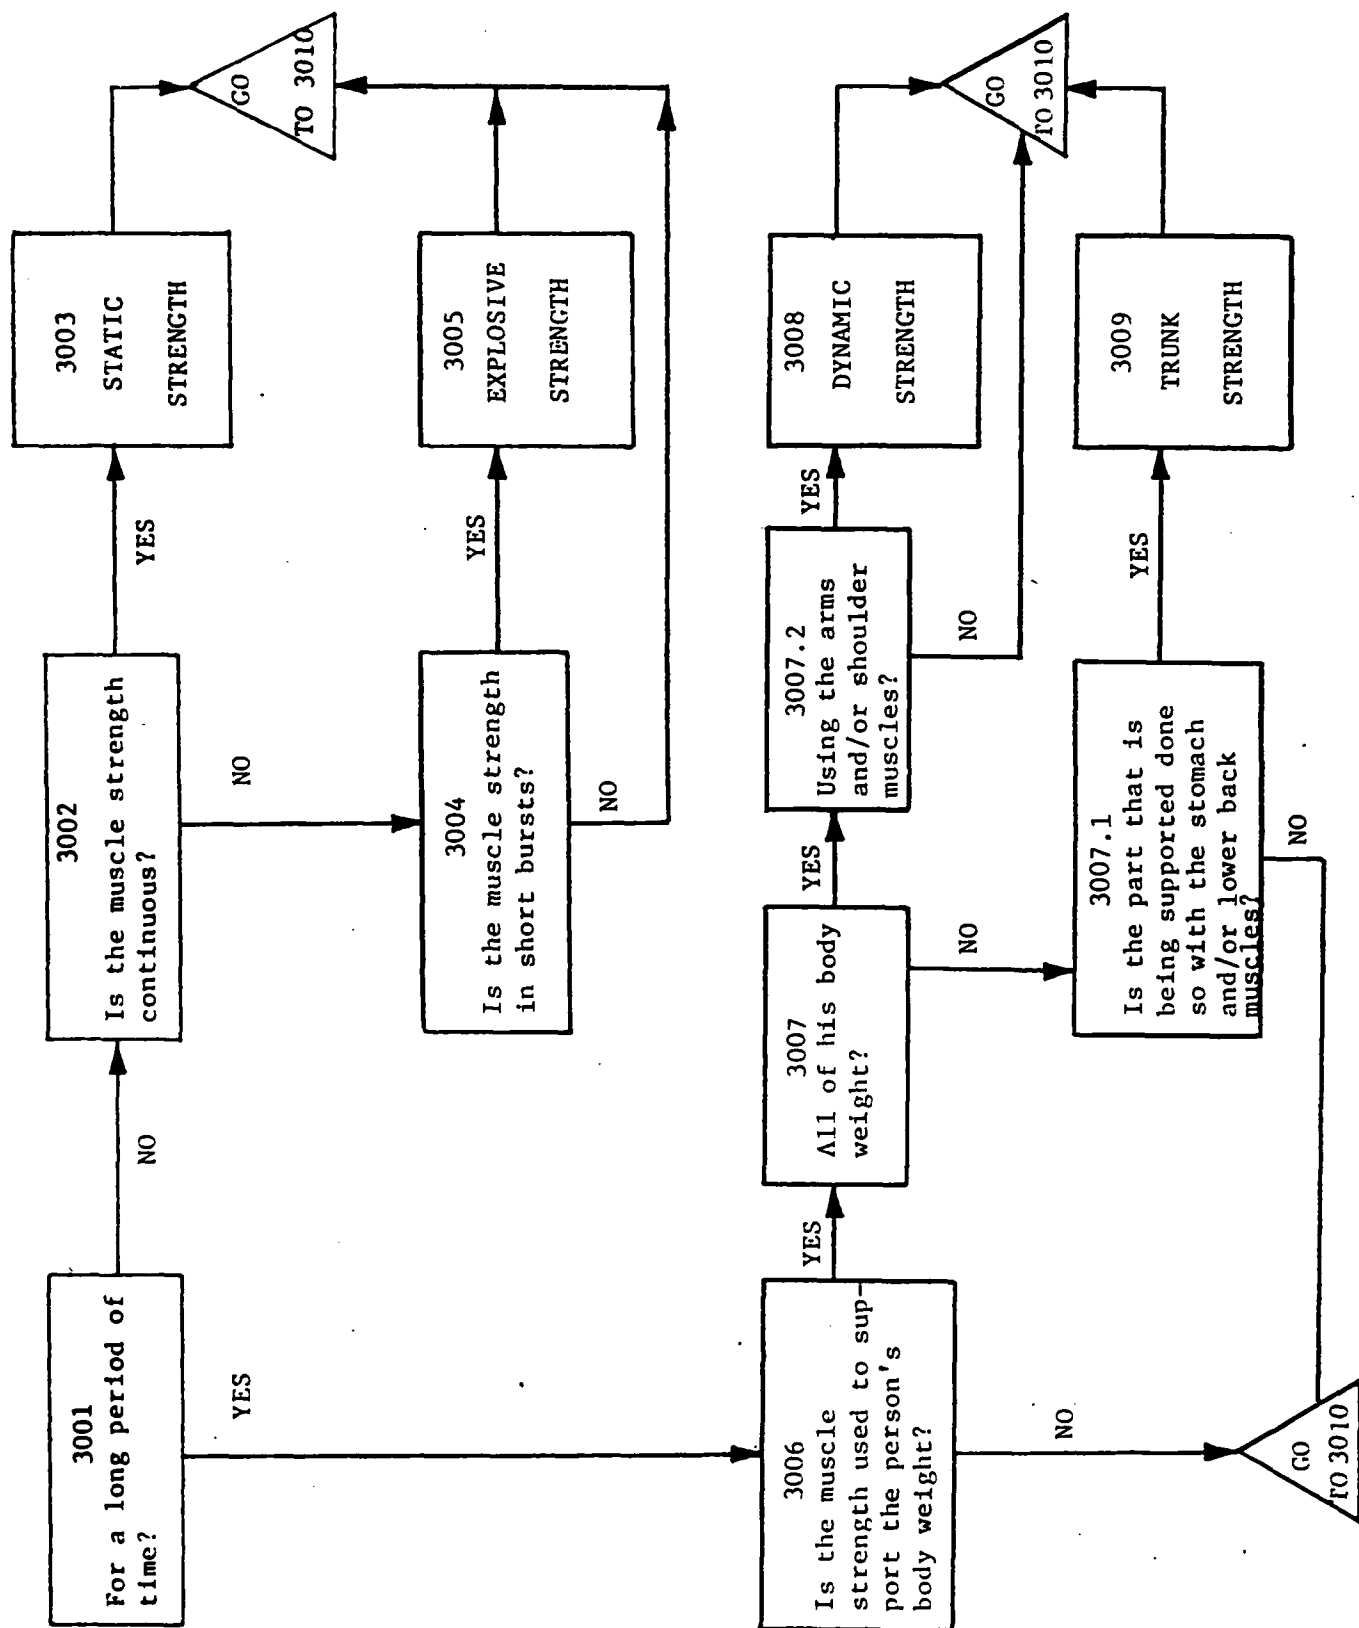 3001
For a long period of
time?
NO
YES
3002
Is the muscle strength
continuous?
YES
NO
3003
STATIC
STRENGTH
GO
TO 3010
3004
Is the muscle strength
in short bursts?
YES
NO
3005
EXPLOSIVE
STRENGTH
3006
Is the muscle
strength used to sup-
port the person's
body weight?
YES
NO
GO
TO 3010
3007
All of his body
weight?
YES
NO
3007.2
Using the arms
and/or shoulder
muscles?
YES
NO
3008
DYNAMIC
STRENGTH
GO
TO 3010
3007.1
Is the part that is
being supported done
so with the stomach
and/or lower back
muscles?
YES
NO
3009
TRUNK
STRENGTH